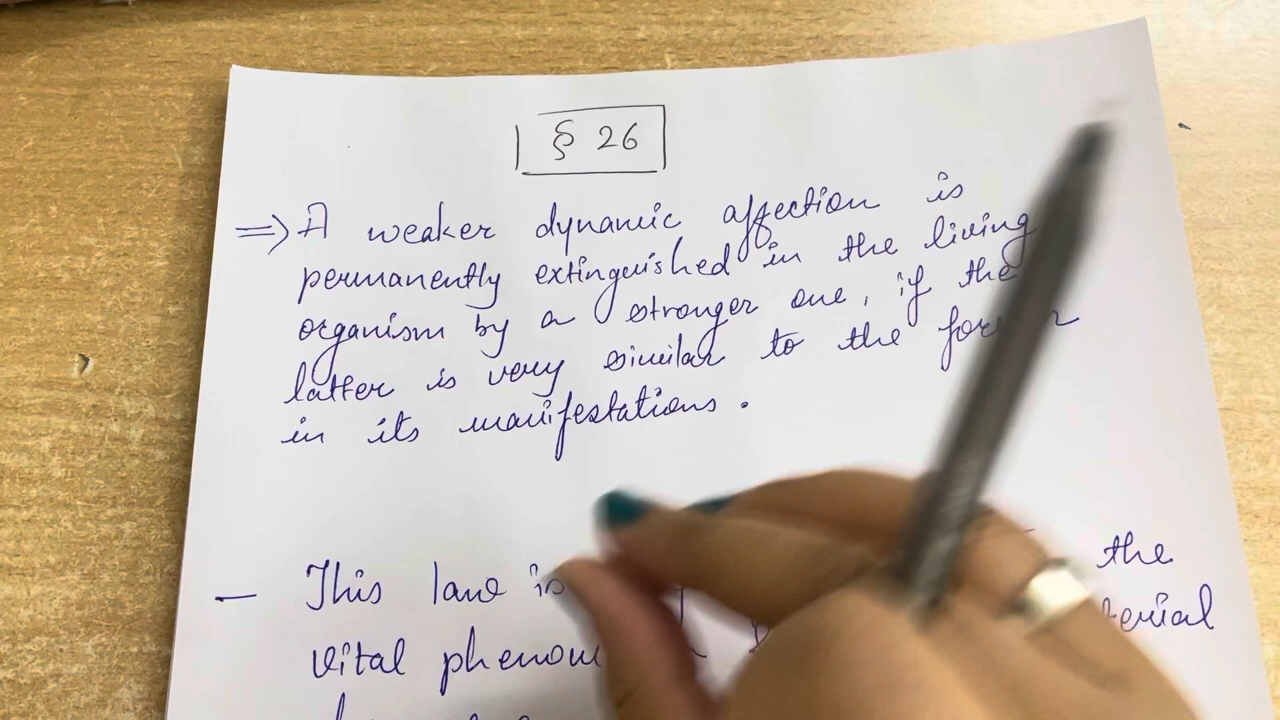 § 26
⇒ A weaker dynamic affection is
permanently extinguished in the living
organism by a stronger one, if the
latter is very similar to the former
in its manifestations.
— This law is the
vital